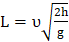 L = υ√(2h/g)